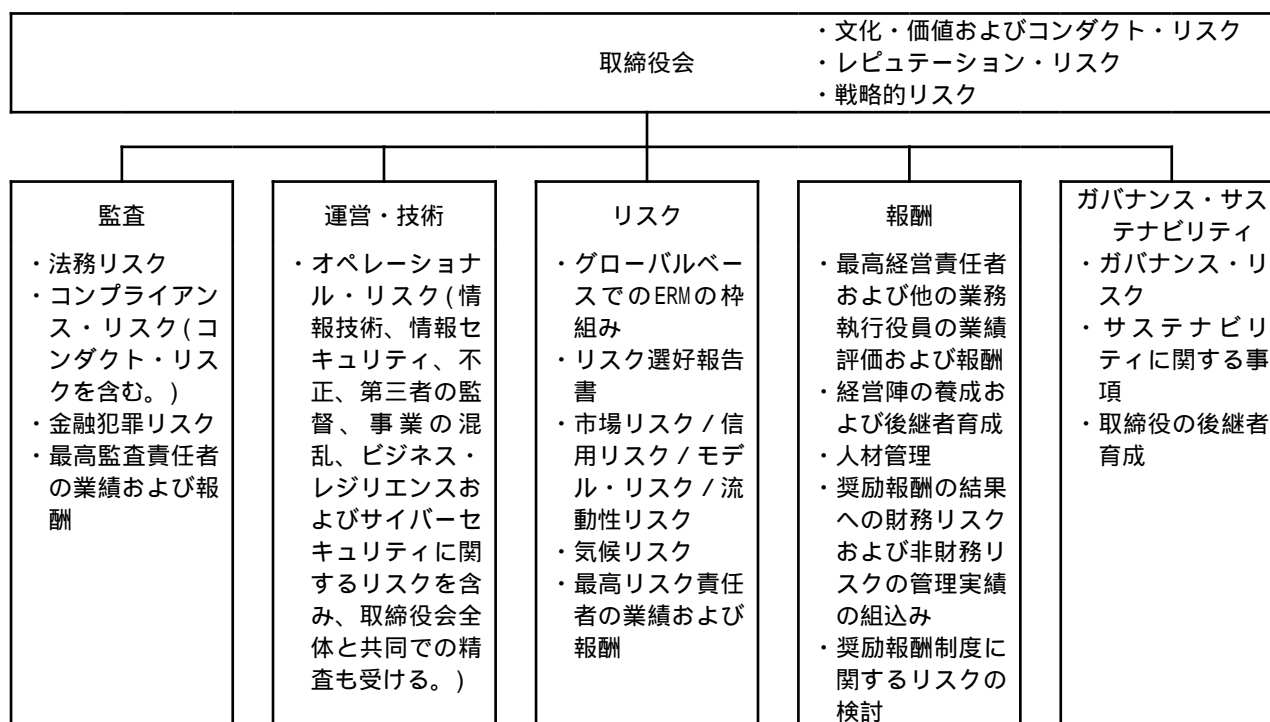 取締役会
・文化・価値およびコンダクト・リスク
・レピュテーション・リスク
・戦略的リスク
監査
・法務リスク
・コンプライアン
ス・リスク(コ
ンダクト・リス
クを含む。)
・金融犯罪リスク
・最高監査責任者
の業績および報
酬
運営・技術
・オペレーショナ
ル・リスク(情
報技術、情報セ
キュリティ、不
正、第三者の監
督、事業の混
乱、ビジネス・
レジリエンスお
よびサイバーセ
キュリティに関
するリスクを含
み、取締役会全
体と共同での精
査も受ける。)
リスク
・グローバルベー
スでのERMの枠
組み
・リスク選好報告
書
・市場リスク/信
用リスク/モデ
ル・リスク/流
動性リスク
・気候リスク
・最高リスク責任
者の業績および
報酬
報酬
・最高経営責任者
および他の業務
執行役員の業績
評価および報酬
・経営陣の養成お
よび後継者育成
・人材管理
・奨励報酬の結果
への財務リスク
および非財務リ
スクの管理実績
の組込み
・奨励報酬制度に
関するリスクの
検討
ガバナンス・サス
テナビリティ
・ガバナンス・リ
スク
・サステナビリ
ティに関する事
項
・取締役の後継者
育成